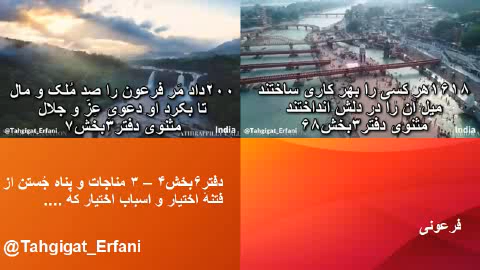 ۲۰۰داد مُر فرعون را صد مُلک و مال
تا بکرد او دعوی عِزّ و جلال
مثنوی دفتر۳بخش۷
@Tahgigat_Erfani
India
۱۶۱۸هر کسی را بهر کاری ساختند
میل آن را در دلش انداختند
مثنوی دفتر۳بخش۶۸
@Tahgigat_Erfani
India
دفتر۶بخش۴ – ۳ مناجات و پناه جُستن از
فتنهٔ اختیار و اسباب اختیار که ....
@Tahgigat_Erfani
فرعونی